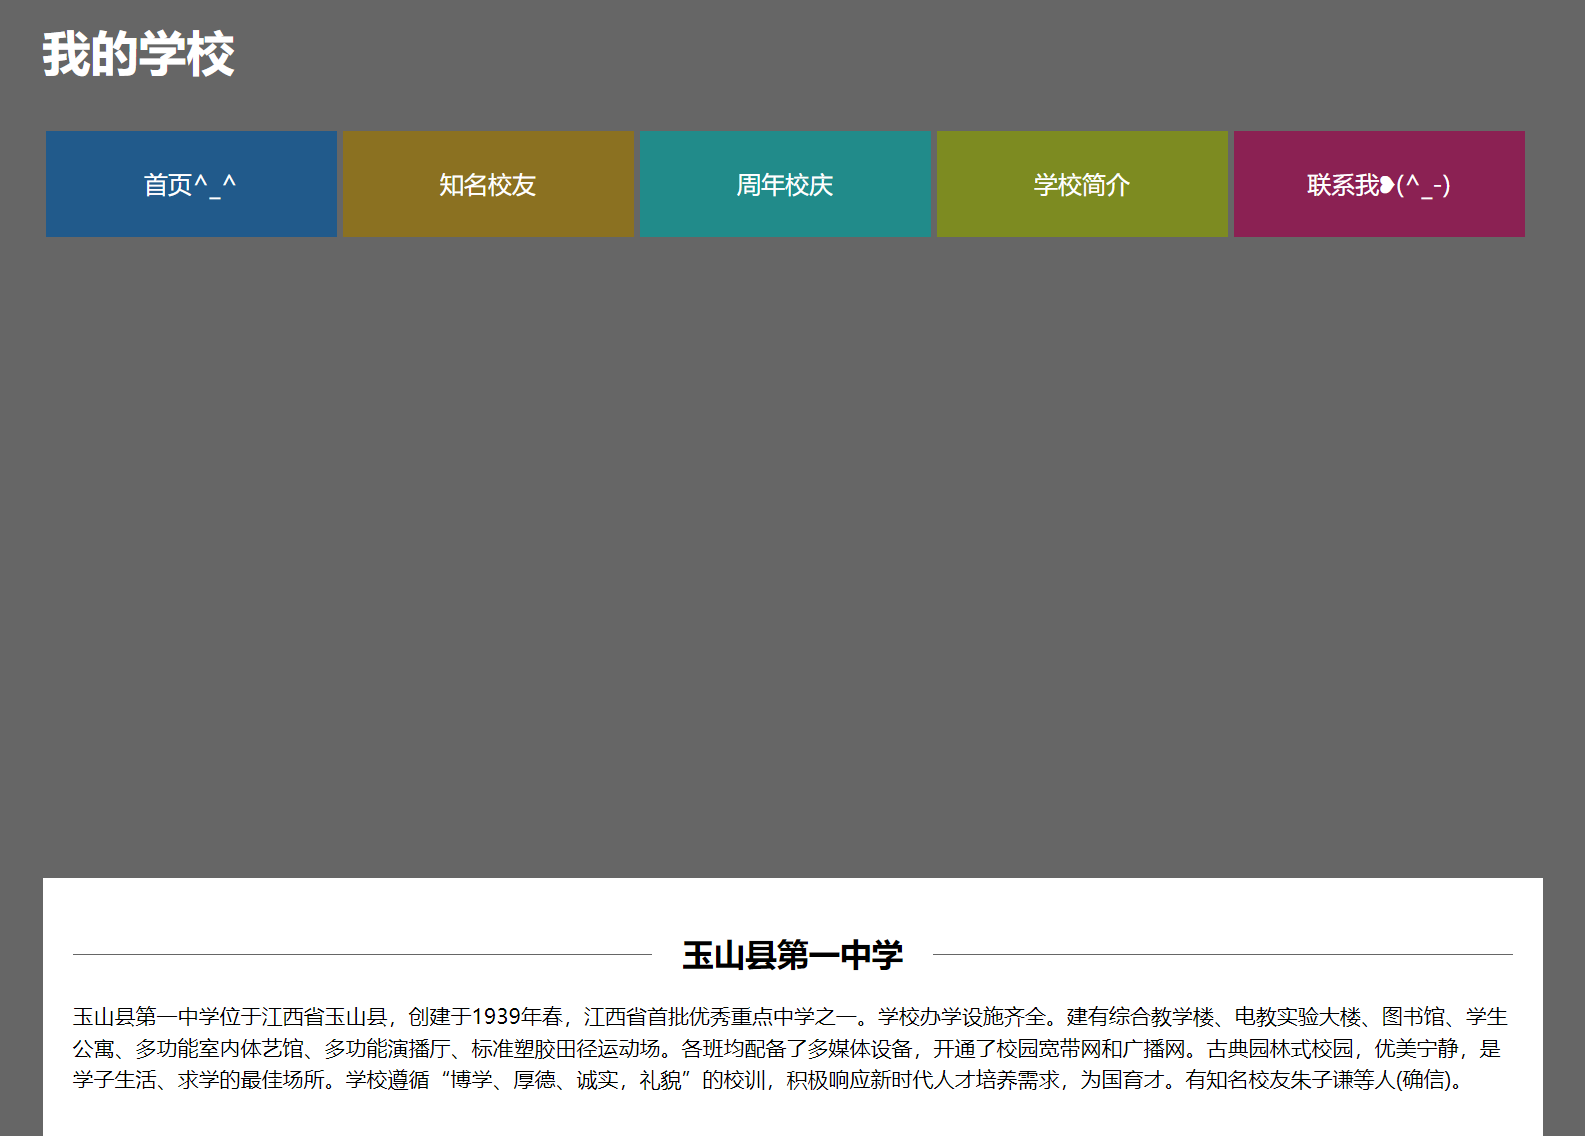 我的学校
首页^_^
知名校友
周年校庆
学校简介
联系我❥(^_-)
玉山县第一中学
玉山县第一中学位于江西省玉山县，创建于1939年春，江西省首批优秀重点中学之一。学校办学设施齐全。建有综合教学楼、电教实验大楼、图书馆、学生
公寓、多功能室内体艺馆、多功能演播厅、标准塑胶田径运动场。各班均配备了多媒体设备，开通了校园宽带网和广播网。古典园林式校园，优美宁静，是
学子生活、求学的最佳场所。学校遵循“博学、厚德、诚实，礼貌”的校训，积极响应新时代人才培养需求，为国育才。有知名校友朱子谦等人(确信)。